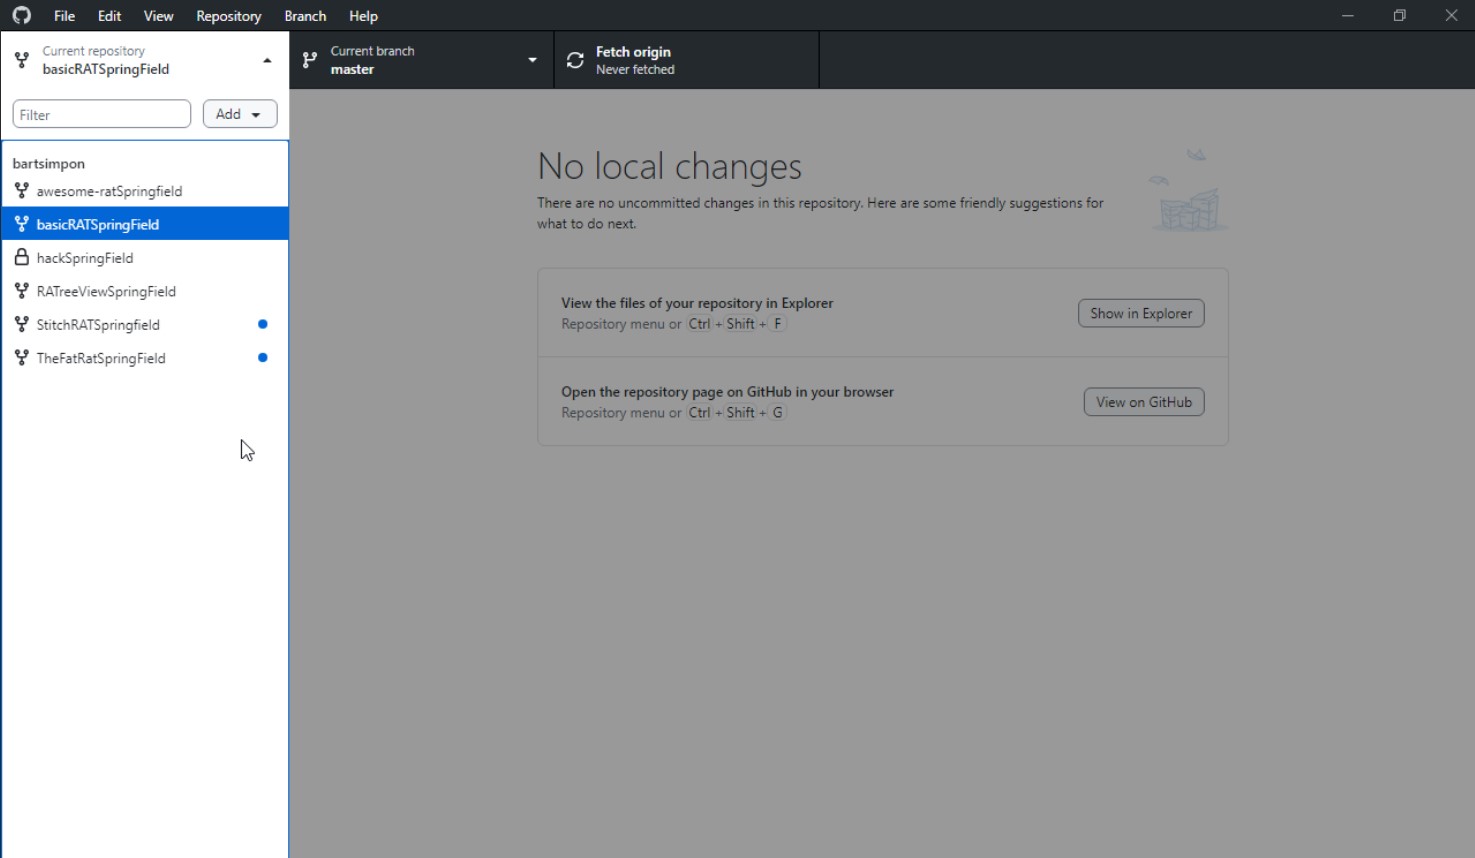 File Edit View Repository Branch Help
Current repository
basicRATSpringField
Current branch
master
Fetch origin
Never fetched
Filter
Add
bartsimpon
awesome-ratSpringfield
basicRATSpringField
hackSpringField
RATreeViewSpringField
StitchRATSpringfield
TheFatRatSpringField
No local changes
There are no uncommitted changes in this repository. Here are some friendly suggestions for
what to do next.
View the files of your repository in Explorer
Repository menu or Ctrl + Shift + F
Show in Explorer
Open the repository page on GitHub in your browser
Repository menu or Ctrl + Shift + G
View on GitHub